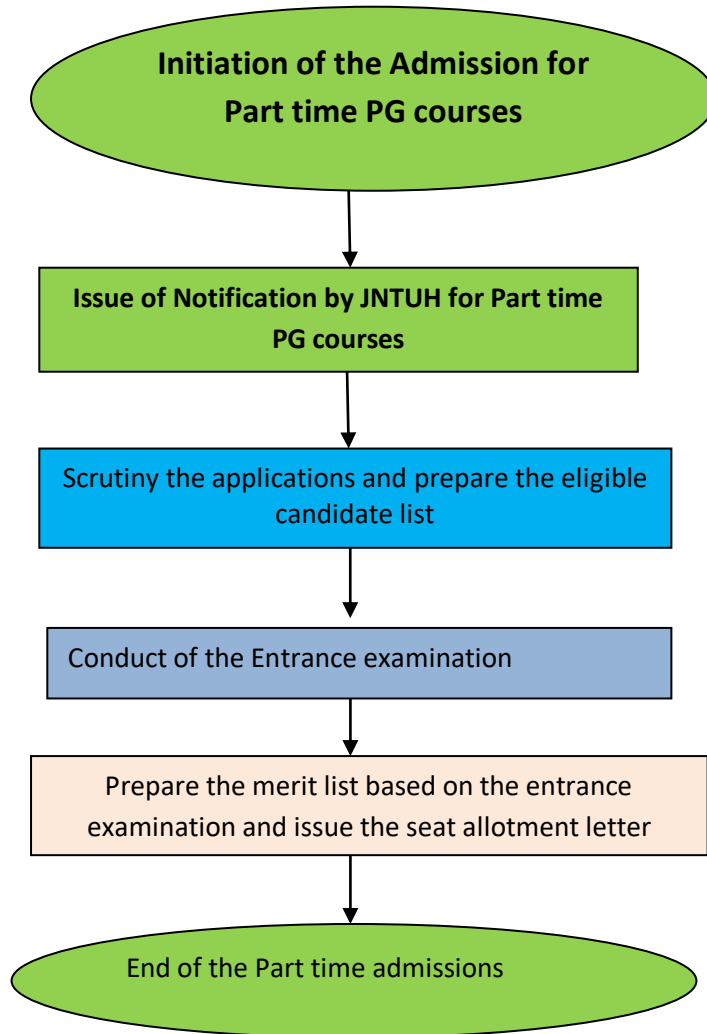 Initiation of the Admission for
Part time PG courses
Issue of Notification by JNTUH for Part time
PG courses
Scrutiny the applications and prepare the eligible
candidate list
Conduct of the Entrance examination
Prepare the merit list based on the entrance
examination and issue the seat allotment letter
End of the Part time admissions